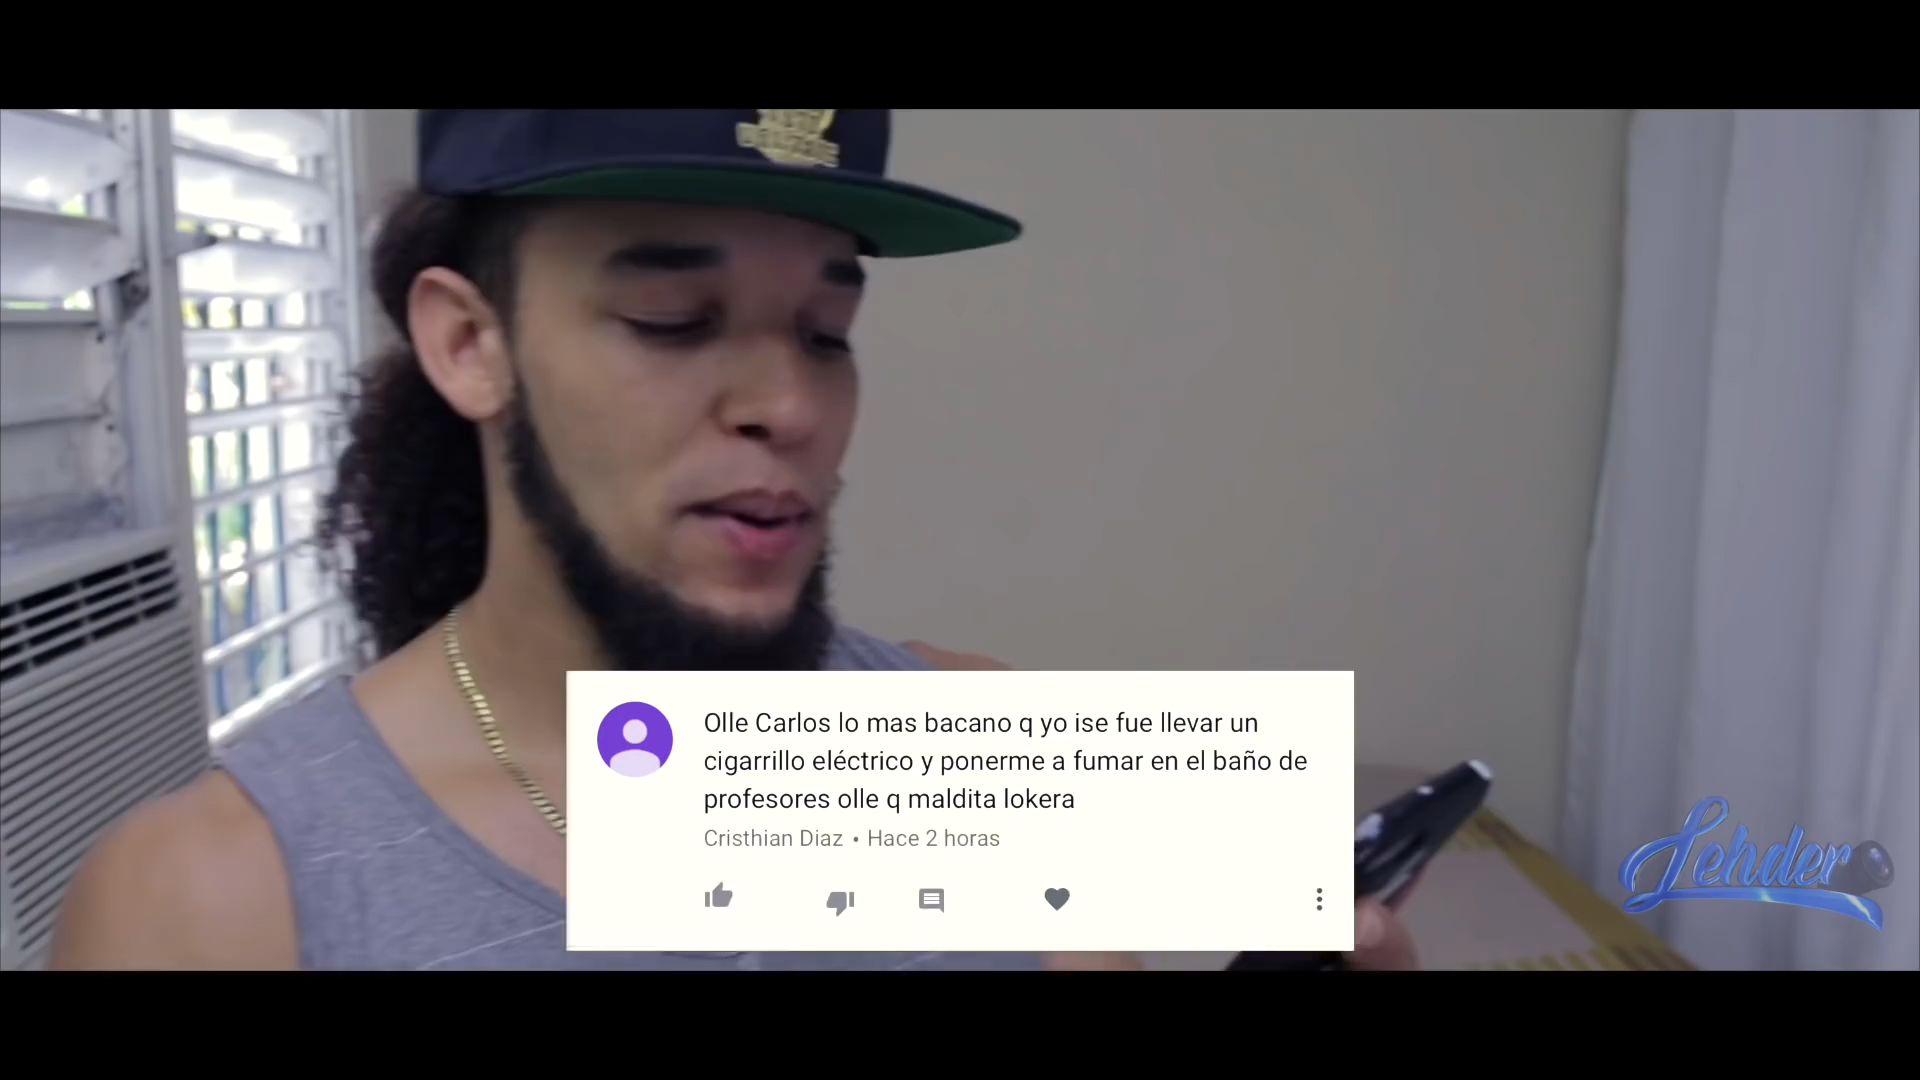 Olle Carlos lo mas bacano q yo ise fue llevar un
cigarrillo eléctrico y ponerme a fumar en el baño de
profesores olle q maldita lokera
Cristhian Diaz • Hace 2 horas
Lehder